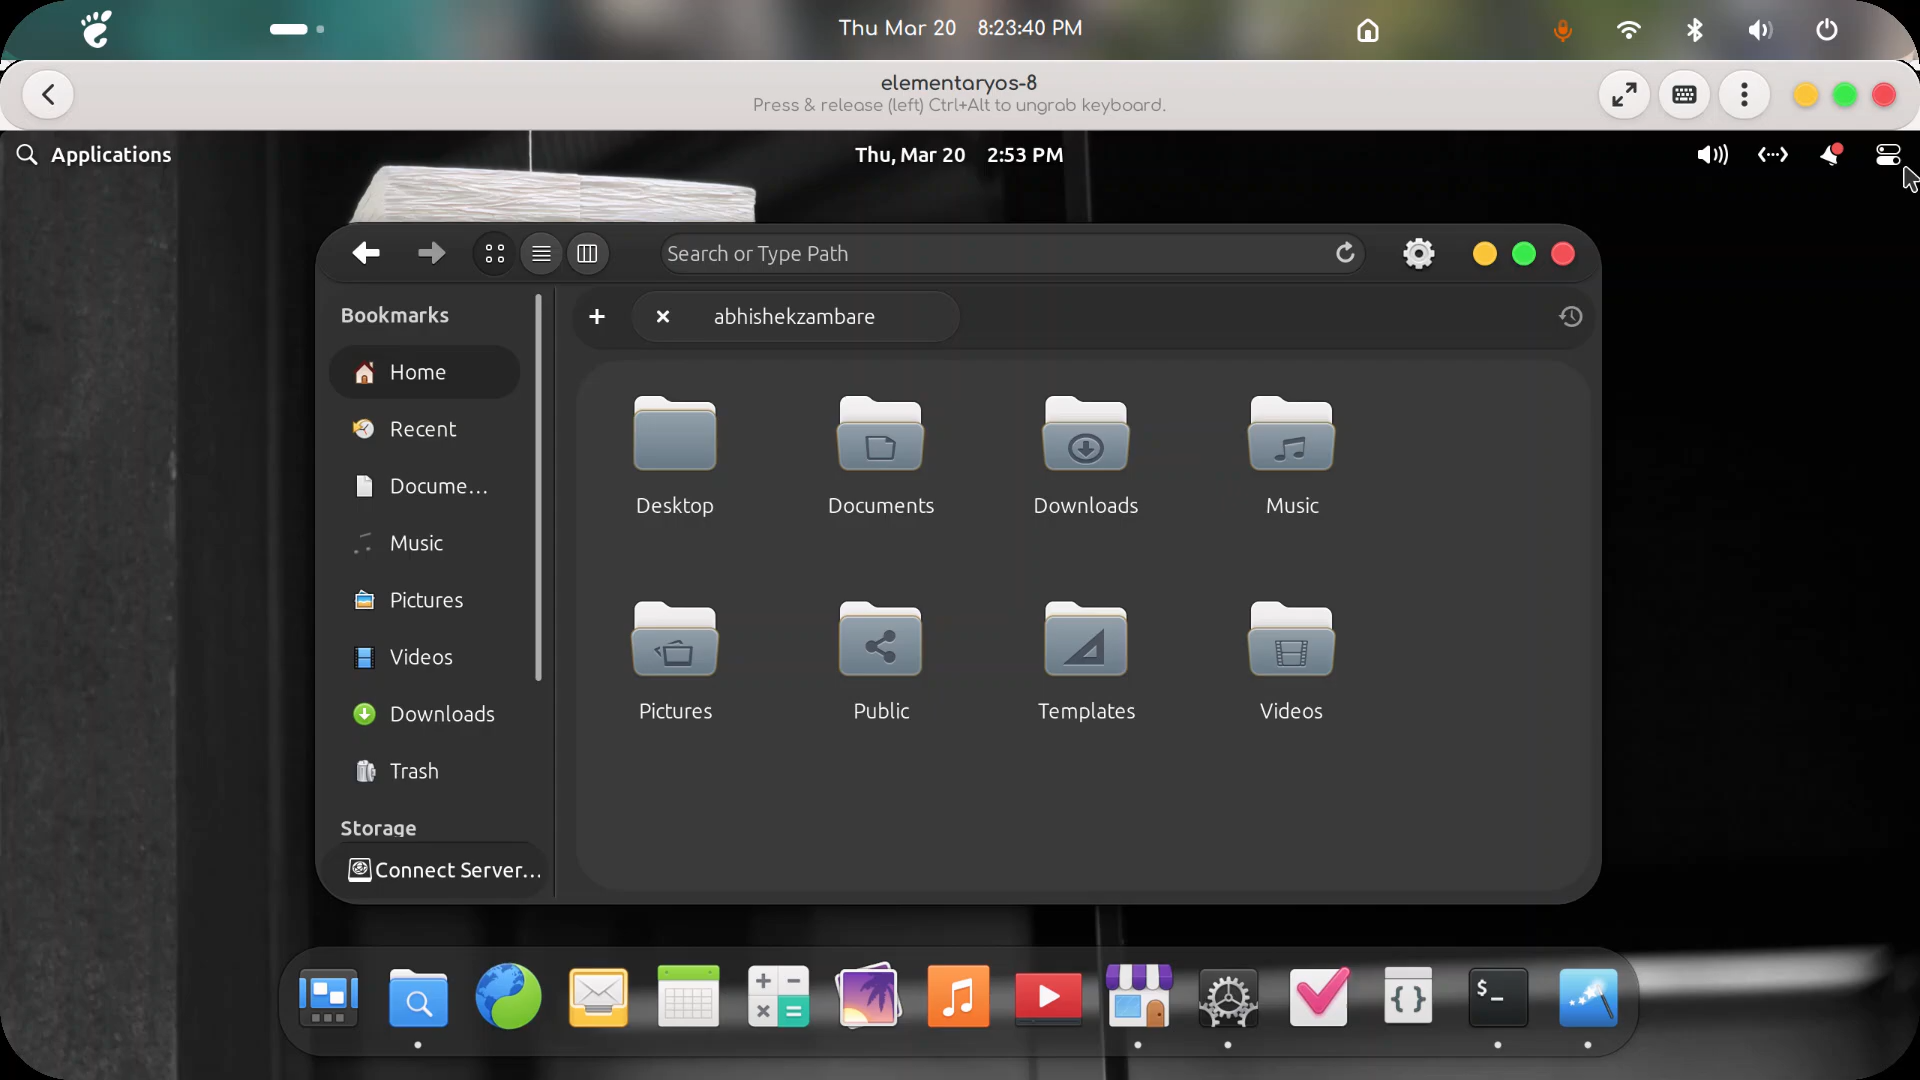 Thu Mar 20 8:23:40 PM
elementaryos-8
Press & release (left) Ctrl+Alt to ungrab keyboard.
Applications
Thu, Mar 20 2:53 PM
Search or Type Path
Bookmarks
abhishekzambare
Home
Recent
Docume...
Music
Pictures
Videos
Downloads
Trash
Storage
Connect Server...
Desktop
Documents
Downloads
Music
Pictures
Public
Templates
Videos
$_